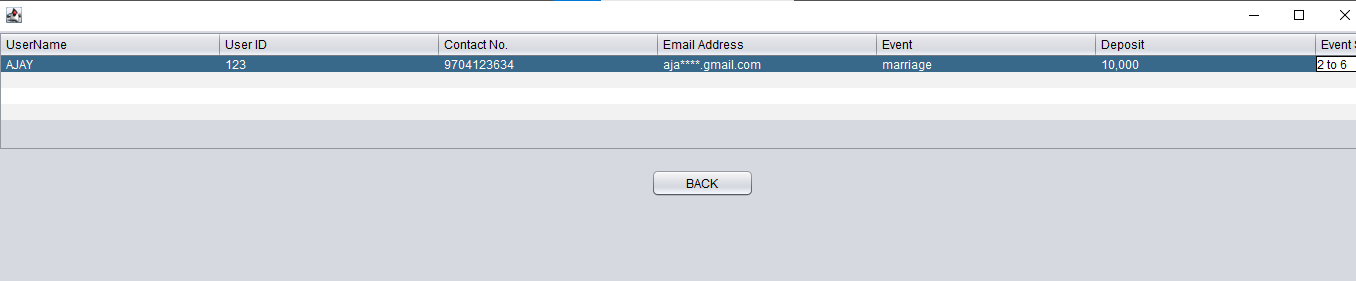 UserName User ID Contact No. Email Address Event Deposit Event
AJAY 123 9704123634 aja****.gmail.com marriage 10,000 2 to 6
BACK